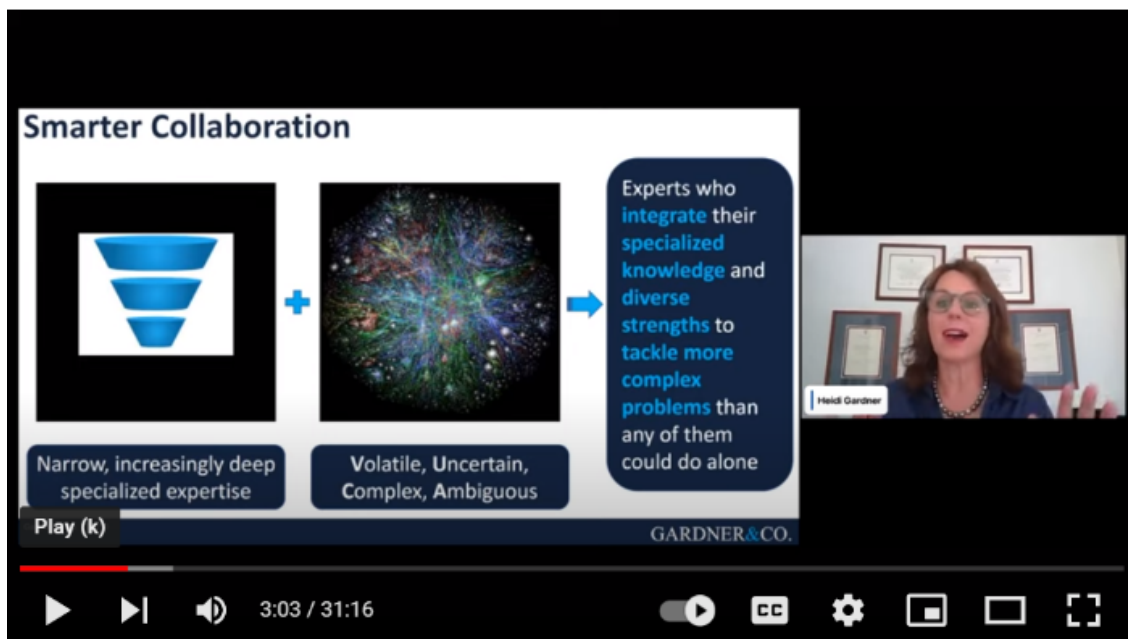 Smarter Collaboration
Narrow, increasingly deep
specialized expertise
Volatile, Uncertain,
Complex, Ambiguous
Experts who
integrate their
specialized
knowledge and
diverse
strengths to
tackle more
complex
problems than
any of them
could do alone
Heidi Gardner
Play (k)
GARDNER&CO.
3:03 / 31:16
CC